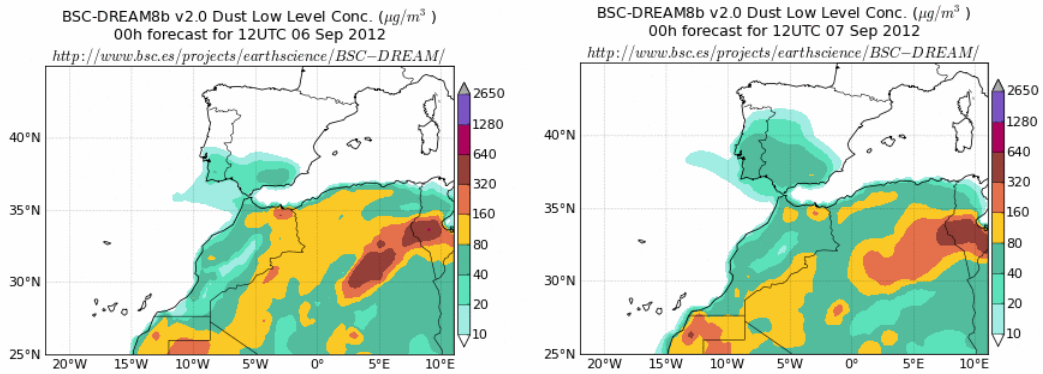 BSC-DREAM8b v2.0 Dust Low Level Conc. (μg/m³ )
00h forecast for 12UTC 06 Sep 2012
http://www.bsc.es/projects/earthscience/BSC−DREAM/
40°N
35°N
30°N
25°N
20°W
15°W
10°W
5°W
0°
5°E
10°E
2650
1280
640
320
160
80
40
20
10
BSC-DREAM8b v2.0 Dust Low Level Conc. (μg/m³ )
00h forecast for 12UTC 07 Sep 2012
http://www.bsc.es/projects/earthscience/BSC−DREAM/
40°N
35°N
30°N
25°N
20°W
15°W
10°W
5°W
0°
5°E
10°E
2650
1280
640
320
160
80
40
20
10